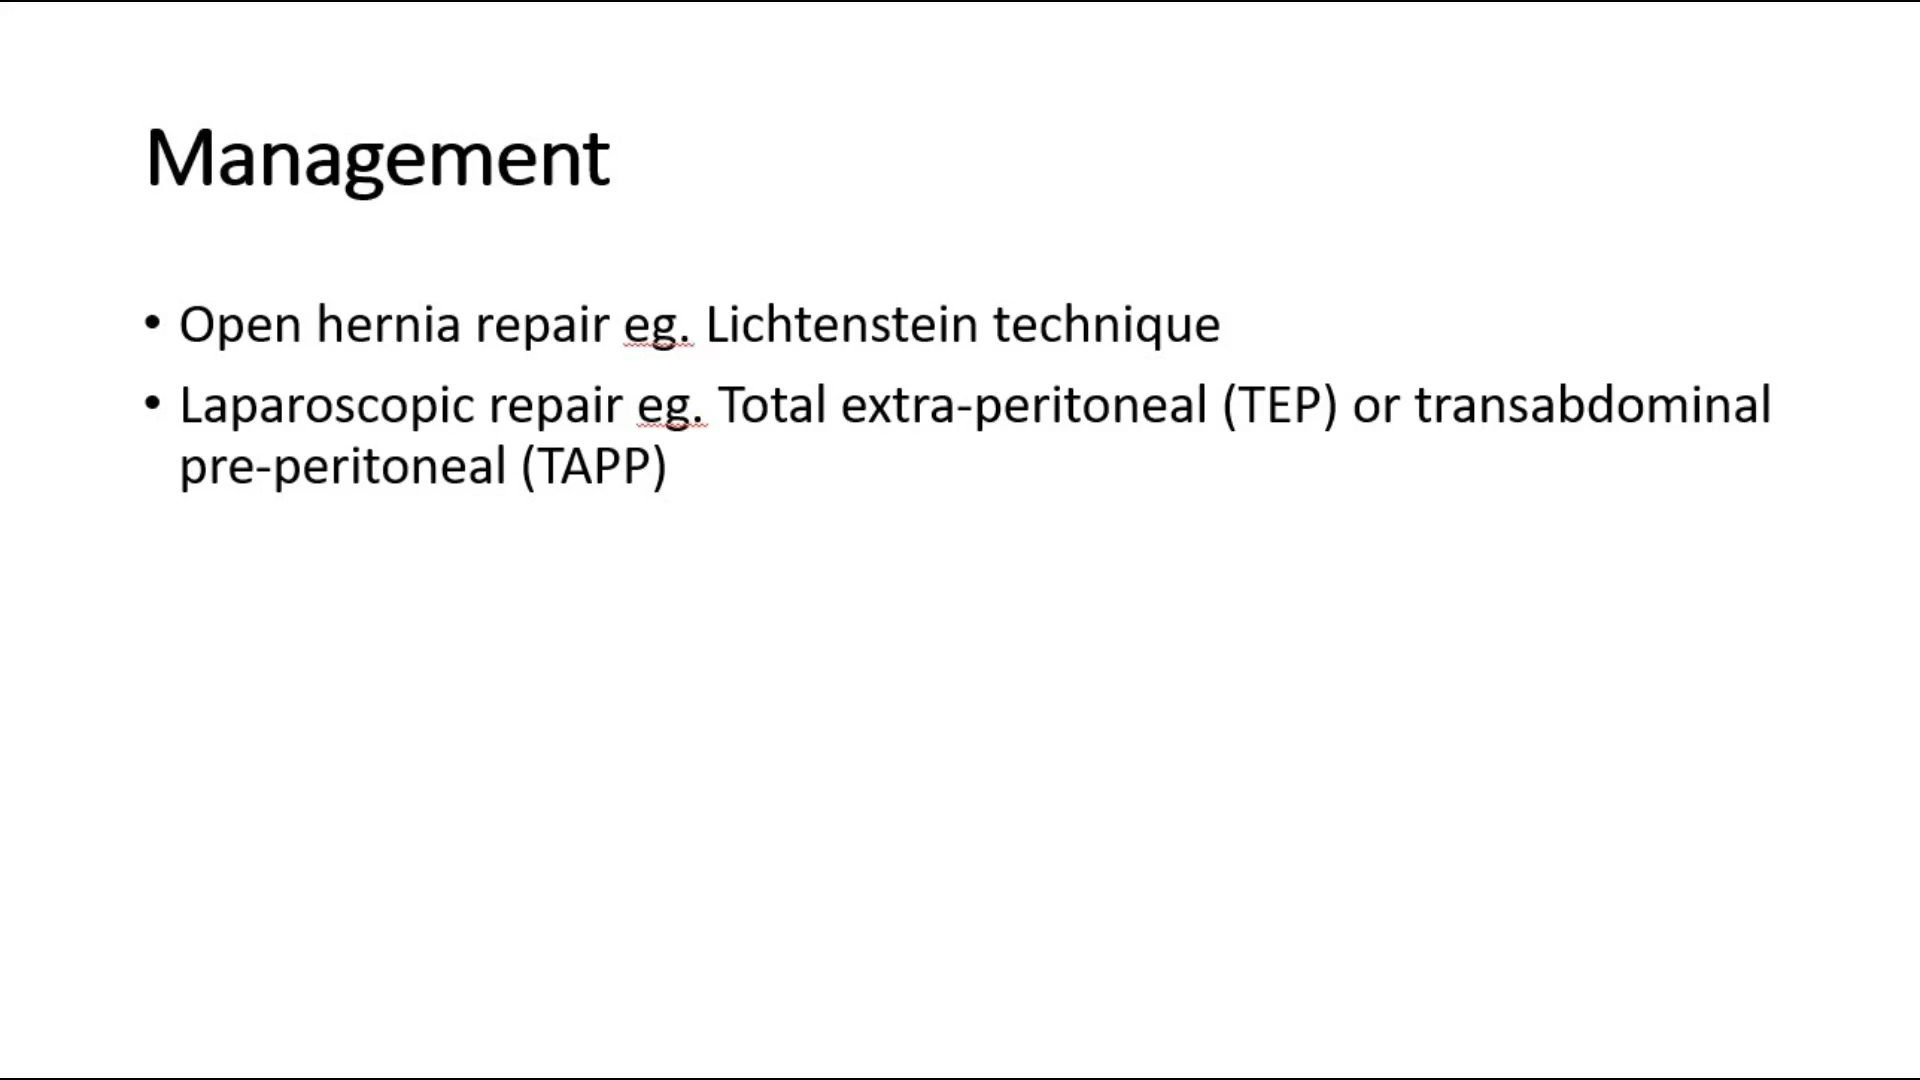 Management
• Open hernia repair eg. Lichtenstein technique
• Laparoscopic repair eg. Total extra-peritoneal (TEP) or transabdominal
pre-peritoneal (TAPP)